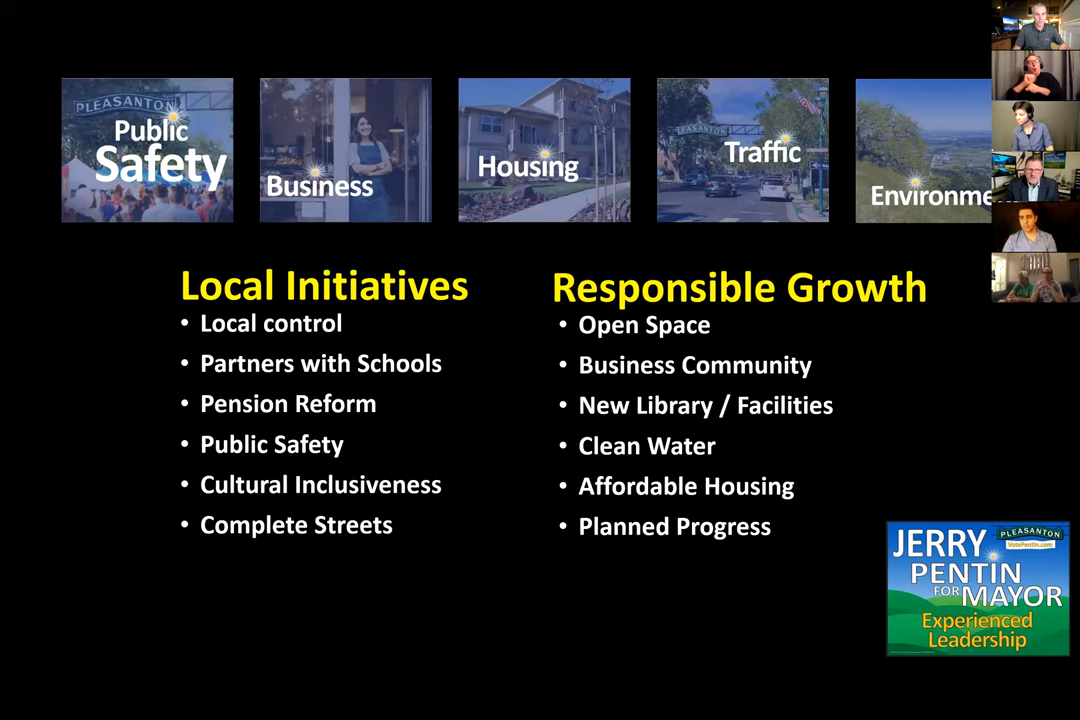 PLEASANTON
Public
Safety
Business
Housing
PLEASANTON
Traffic
Environme
Local Initiatives
• Local control
• Partners with Schools
• Pension Reform
• Public Safety
• Cultural Inclusiveness
• Complete Streets
Responsible Growth
• Open Space
• Business Community
• New Library / Facilities
• Clean Water
• Affordable Housing
• Planned Progress
JERRY
PLEASANTON
VotePentin.com
PENTIN
FOR MAYOR
Experienced
Leadership